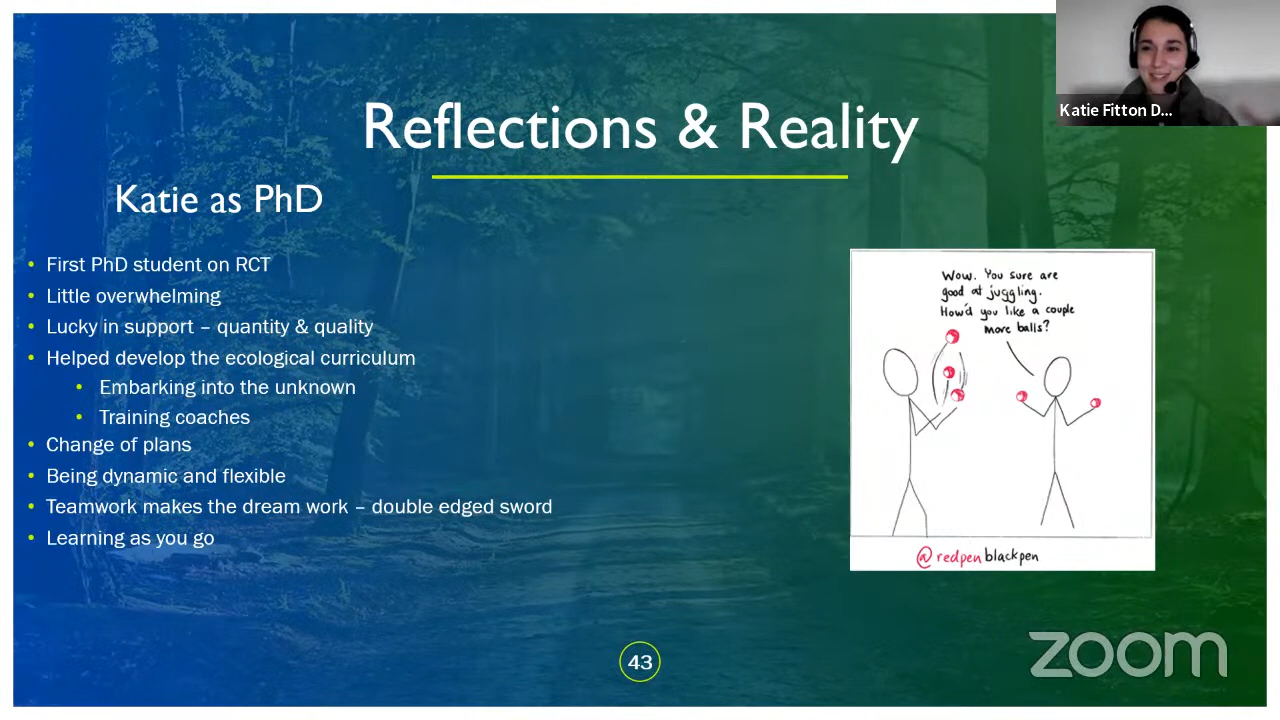 Reflections & Reality
Katie Fitton D...
Katie as PhD
• First PhD student on RCT
• Little overwhelming
• Lucky in support – quantity & quality
• Helped develop the ecological curriculum
• Embarking into the unknown
• Training coaches
• Change of plans
• Being dynamic and flexible
• Teamwork makes the dream work – double edged sword
• Learning as you go
Wow. You sure are
good at juggling.
How'd you like a couple
more balls?
@redpenblackpen
43
zoom